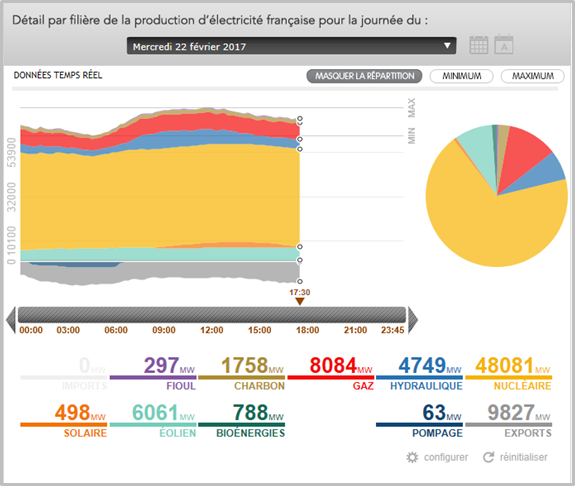 Détail par filière de la production d'électricité française pour la journée du :
Mercredi 22 février 2017
DONNÉES TEMPS RÉEL
MASQUER LA RÉPARTITION
MINIMUM
MAXIMUM
MAX
MIN
53900
32000
10100
0
17:30
00:00 03:00 06:00 09:00 12:00 15:00 18:00 21:00 23:45
0 MW 297 MW 1758 MW 8084 MW 4749 MW 48081 MW
IMPORTS FIOUL CHARBON GAZ HYDRAULIQUE NUCLÉAIRE
498 MW 6061 MW 788 MW 63 MW 9827 MW
SOLAIRE ÉOLIEN BIOÉNERGIES POMPAGE EXPORTS
configurer réinitialiser